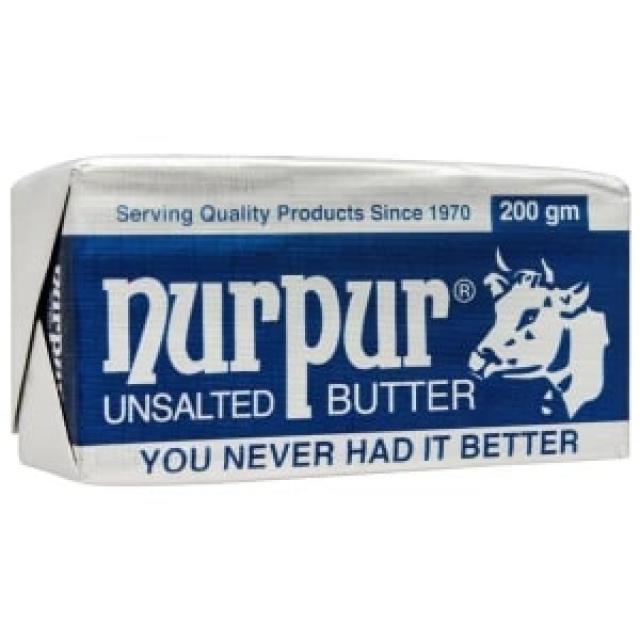 Serving Quality Products Since 1970 200 gm
nurpur®
UNSALTED BUTTER
YOU NEVER HAD IT BETTER